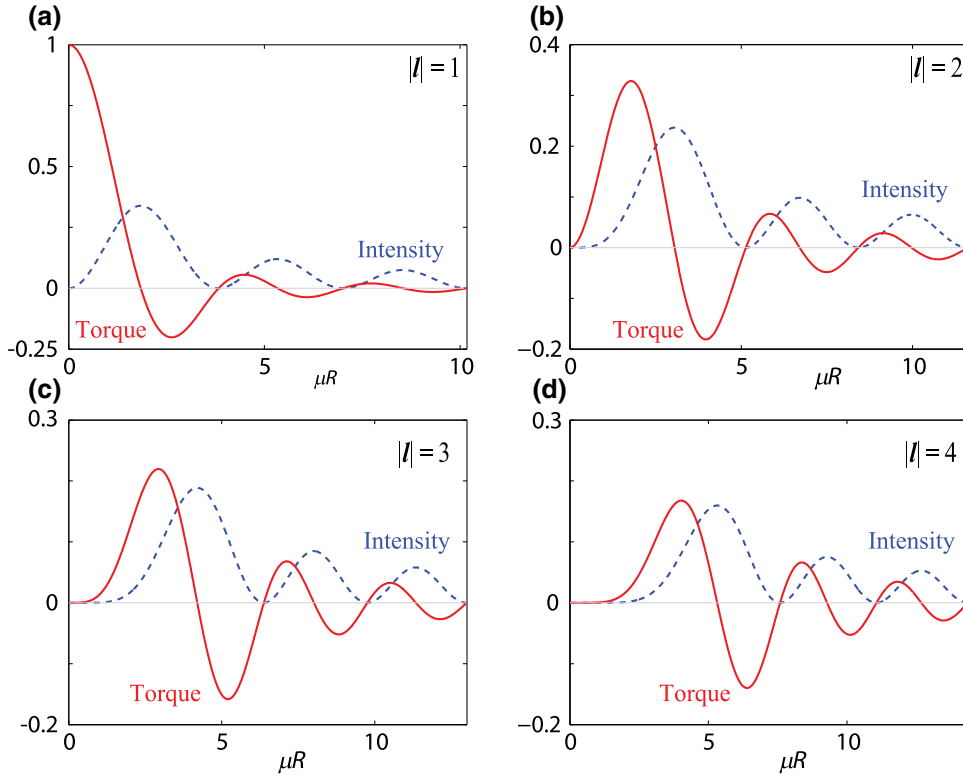 (a)
1
0.5
0
-0.25
|l| = 1
Intensity
Torque
0
5
10
μR
(b)
0.4
0.2
0
−0.2
|l| = 2
Intensity
Torque
0
5
10
μR
(c)
0.3
0
-0.2
|l| = 3
Intensity
Torque
0
5
10
μR
(d)
0.3
0
−0.2
|l| = 4
Intensity
Torque
0
5
10
μR